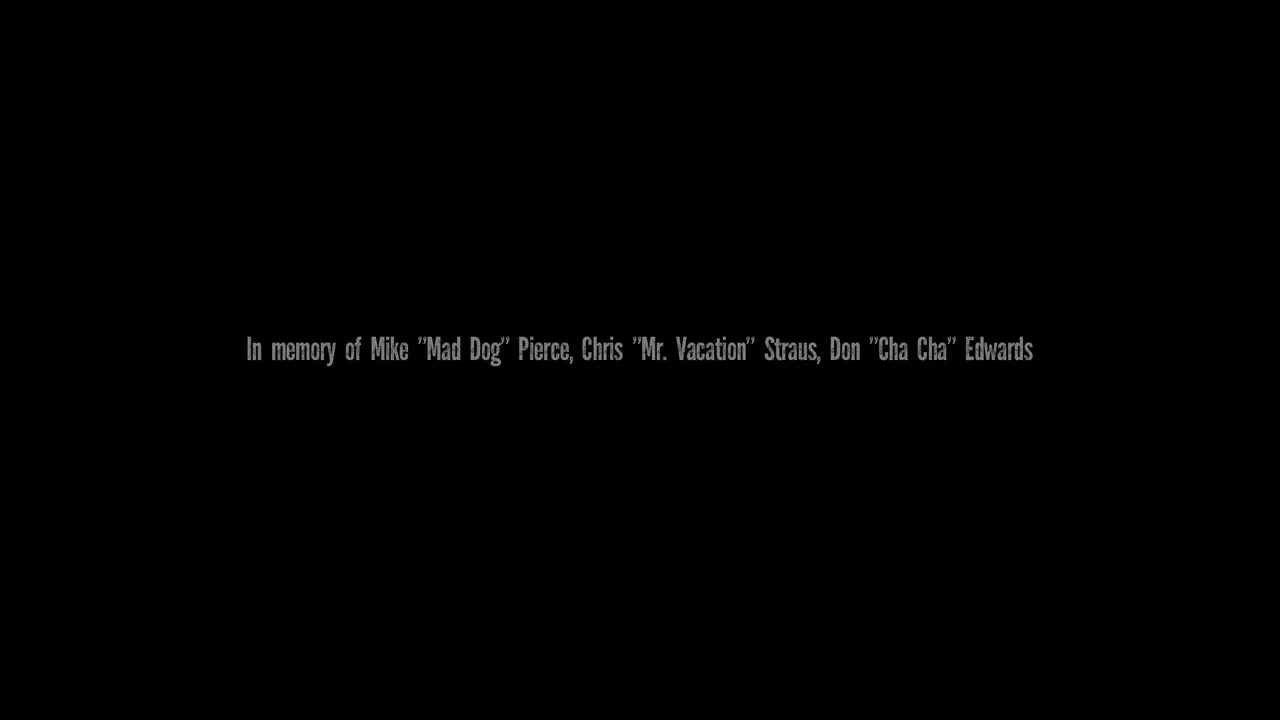 In memory of Mike ”Mad Dog” Pierce, Chris ”Mr. Vacation” Straus, Don ”Cha Cha” Edwards